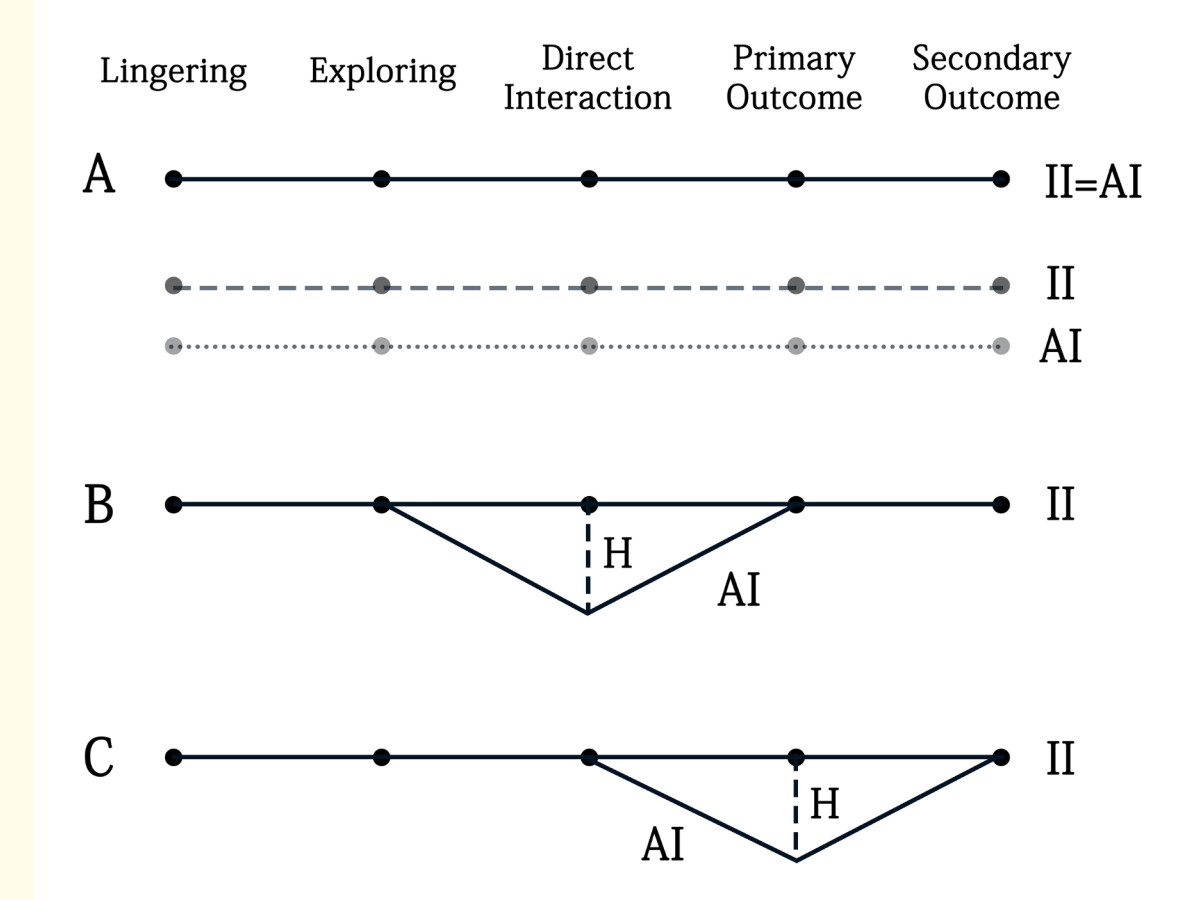 Lingering
Exploring
Direct
Interaction
Primary
Outcome
Secondary
Outcome
A
II=AI
II
AI
B
II
H
AI
C
II
H
AI